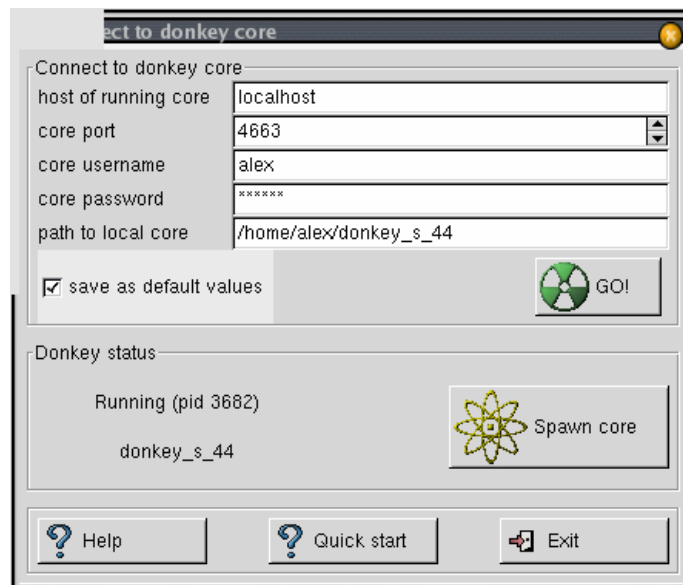 ect to donkey core
Connect to donkey core
host of running core localhost
core port 4663
core username alex
core password ******
path to local core /home/alex/donkey_s_44
save as default values GO!
Donkey status
Running (pid 3682)
Spawn core
donkey_s_44
Help Quick start Exit